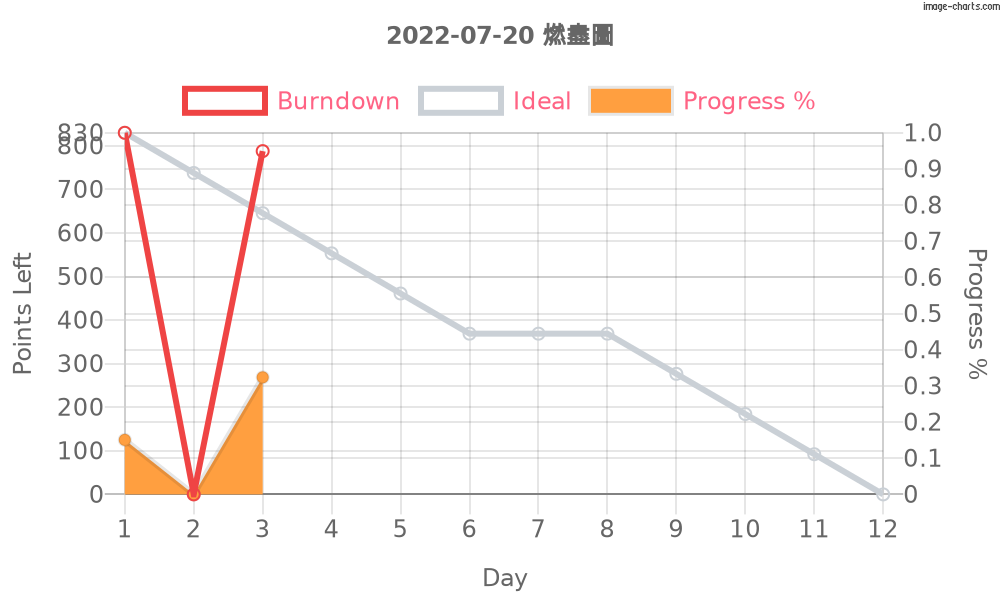 image-charts.com
2022-07-20 燃盡圖
Burndown Ideal Progress %
830 1.0
800
0.9
700
0.8
600
0.7
500 0.6
0.5
400
0.4
300
0.3
200
0.2
100
0.1
0 0
Points Left
Progress %
1 2 3 4 5 6 7 8 9 10 11 12
Day